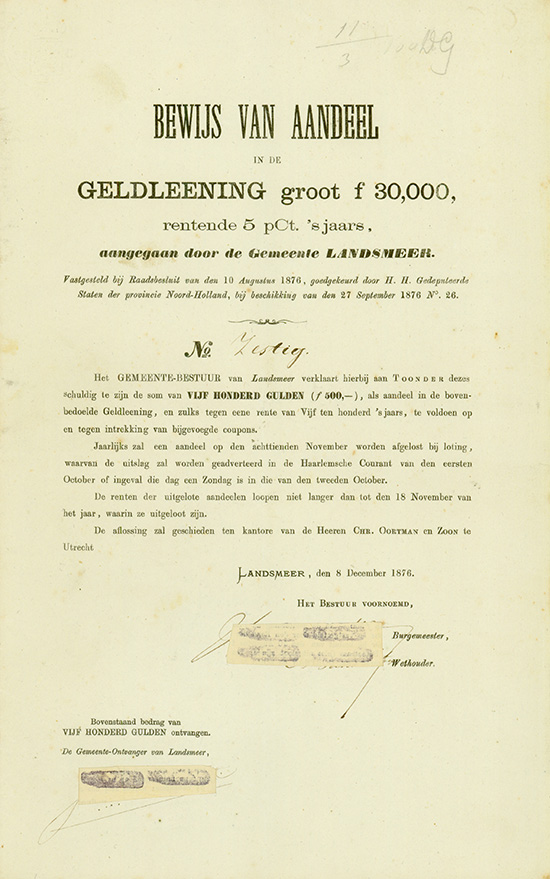 11
3
BEWIJS VAN AANDEEL
IN DE
GELDLEENING groot f 30,000,
rentende 5 pCt. 'sjaars,
aangegaan door de Gemeente LANDSMEER.
Vastgesteld bij Raadsbesluit van den 10 Augustus 1876, goedgekeurd door H. H. Gedeputeerde
Staten der provincie Noord-Holland, bij beschikking van den 27 September 1876 No. 26.
No. Zestig.
Het GEMEENTE-BESTUUR van Landsmeer verklaart hierbij aan TOONDER dezes
schuldig te zijn de som van VIJF HONDERD GULDEN (f 500,—), als aandeel in de boven-
bedoelde Geldleening, en zulks tegen eene rente van Vijf ten honderd 'sjaars, te voldoen op
en tegen intrekking van bijgevoegde coupons.
Jaarlijks zal een aandeel op den achttienden November worden afgelost bij loting,
waarvan de uitslag zal worden geadverteerd in de Haarlemsche Courant van den eersten
October of ingeval die dag een Zondag is in die van den tweeden October.
De renten der uitgelote aandeelen loopen niet langer dan tot den 18 November van
het jaar, waarin ze uitgeloot zijn.
De aflossing zal geschieden ten kantore van de Heeren CHR. OORTMAN en ZOON te
Utrecht
LANDSMEER, den 8 December 1876.
HET BESTUUR VOORNOEMD,
Burgemeester,
Wethouder.
Bovenstaand bedrag van
VIJF HONDERD GULDEN ontvangen.
De Gemeente-Ontvanger van Landsmeer,